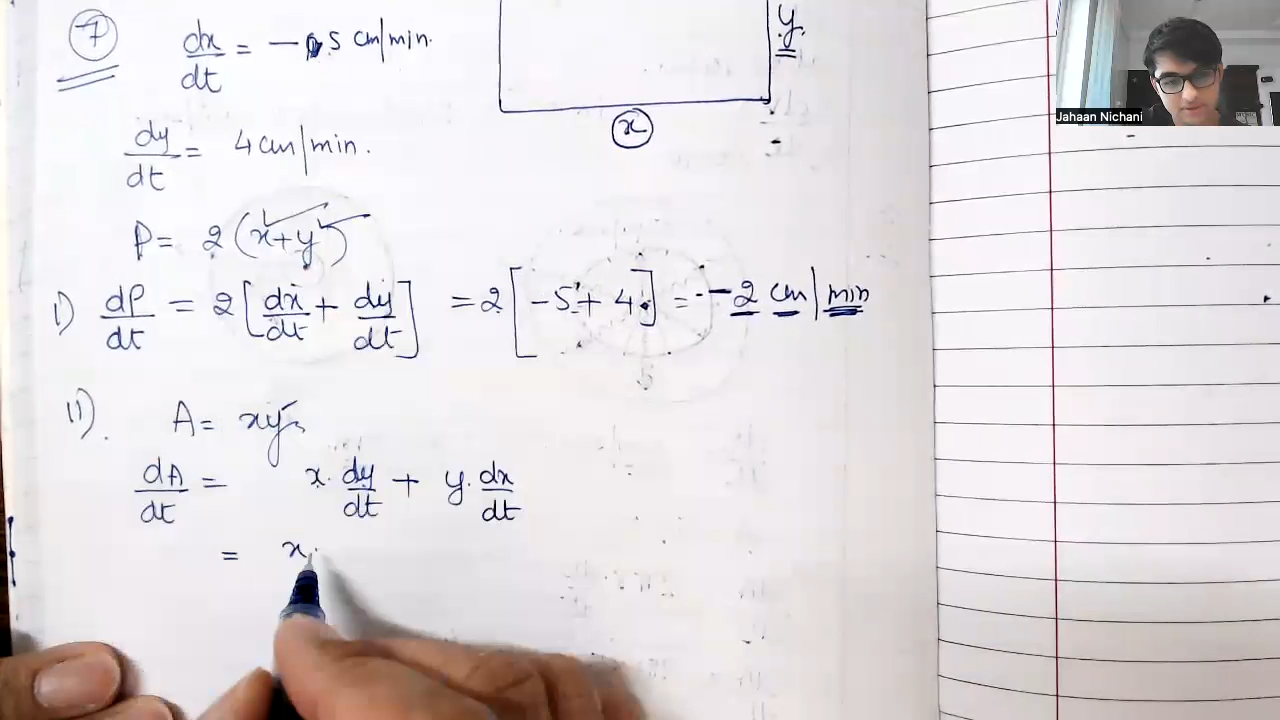 7 dx/dt = - 5 cm/min.
y
x
dy/dt = 4 cm/min.
P = 2 (x+y)
I) dP/dt = 2 [dx/dt + dy/dt] = 2 [-5 + 4] = -2 cm/min
II). A = xy
dA/dt = x. dy/dt + y. dx/dt
= x.
Jahaan Nichani